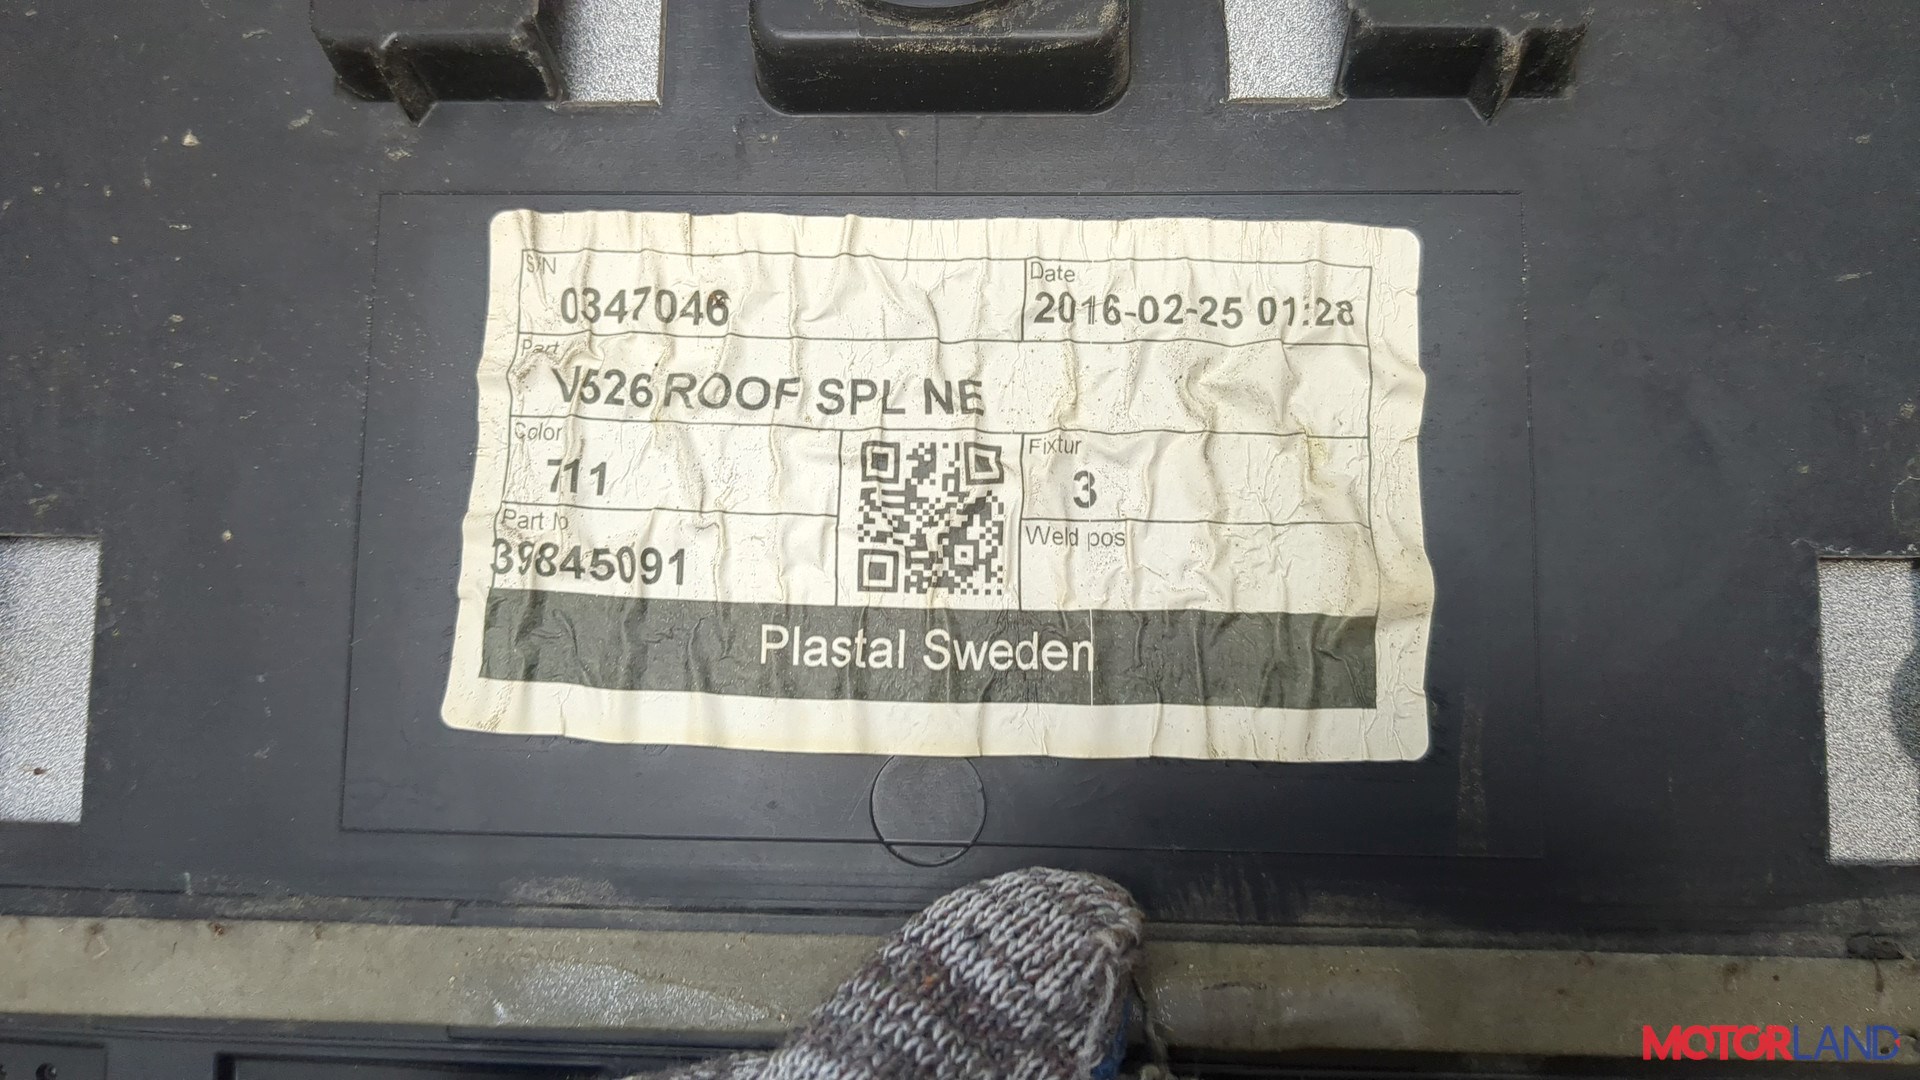 S/N
0347046
Date
2016-02-25 01:28
Part
V526 ROOF SPL NE
Color
711
Fixtur
3
Part No
39845091
Weld pos
Plastal Sweden
MOTORLAND